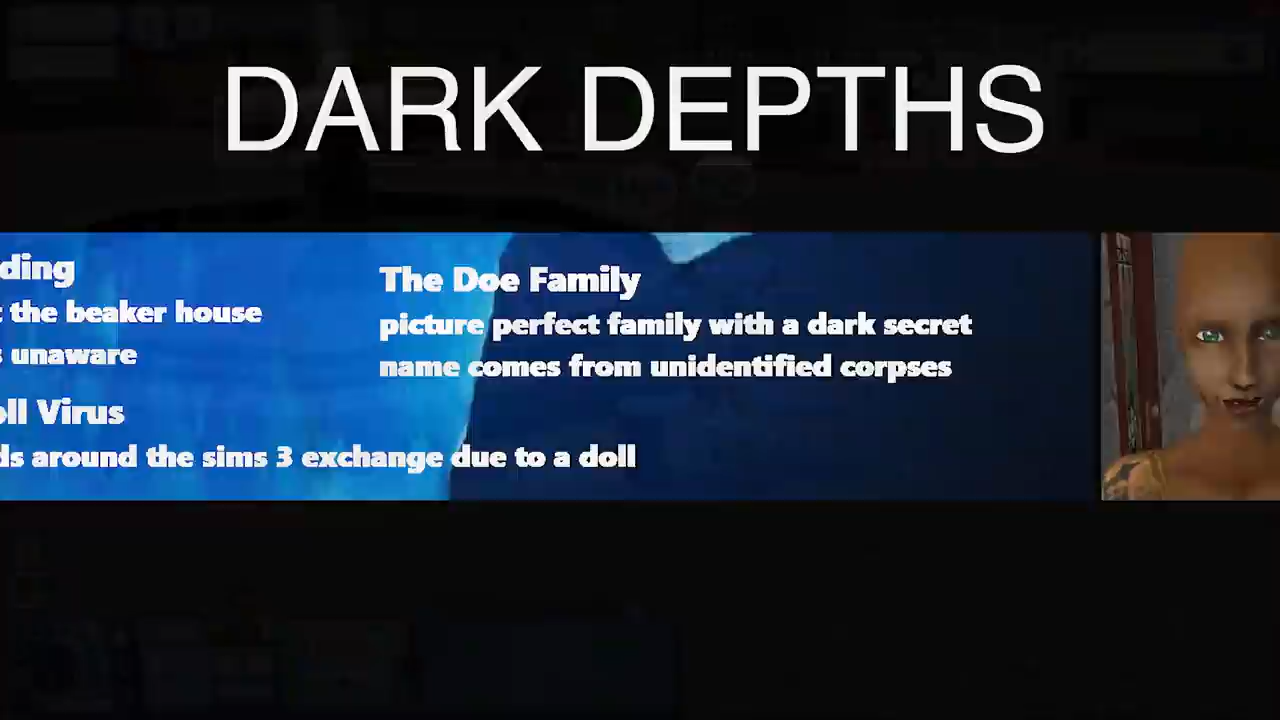 DARK DEPTHS
ding
the beaker house
unaware
oll Virus
ds around the sims 3 exchange due to a doll
The Doe Family
picture perfect family with a dark secret
name comes from unidentified corpses